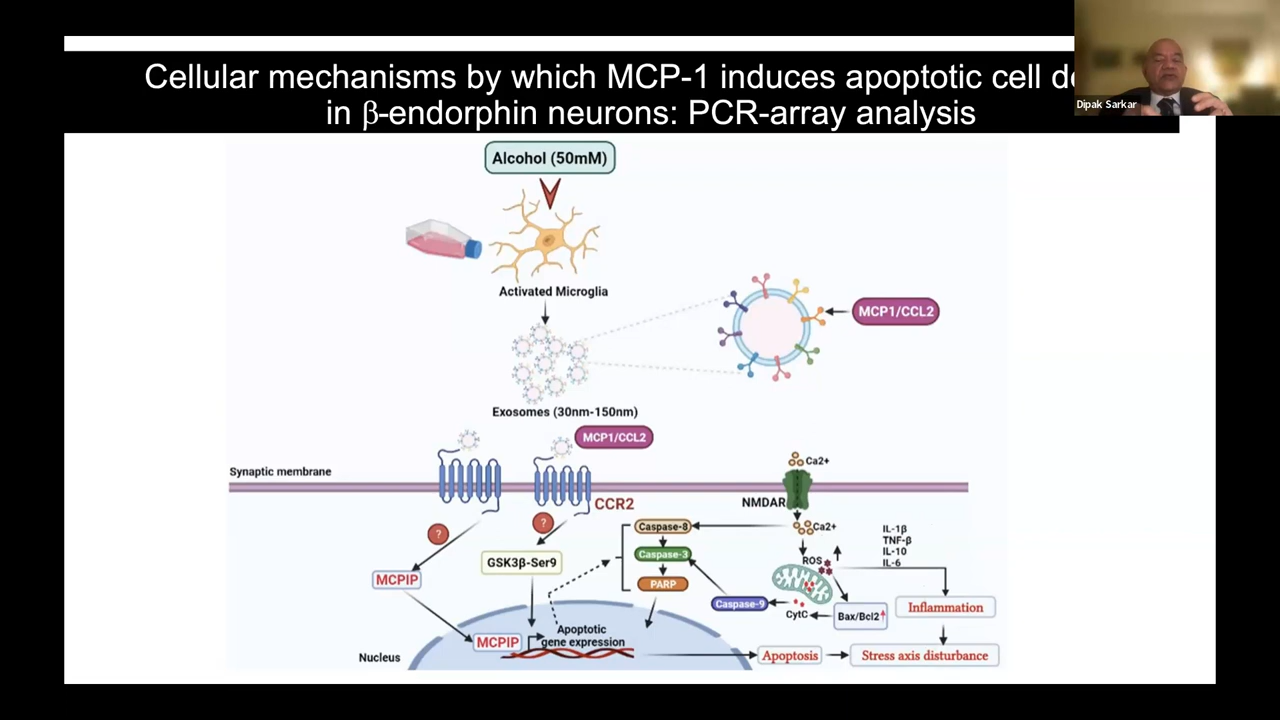 Cellular mechanisms by which MCP-1 induces apoptotic cell
in β-endorphin neurons: PCR-array analysis
Dipak Sarkar
Alcohol (50mM)
Activated Microglia
MCP1/CCL2
Exosomes (30nm-150nm)
MCP1/CCL2
Synaptic membrane
Ca2+
CCR2
NMDAR
?
?
Caspase-8
Ca2+
IL-1β
TNF-β
IL-10
IL-6
GSK3β-Ser9
Caspase-3
ROS
MCPIP
PARP
Caspase-9
CytC
Bax/Bcl2
Inflammation
MCPIP
Apoptotic
gene expression
Nucleus
Apoptosis
Stress axis disturbance